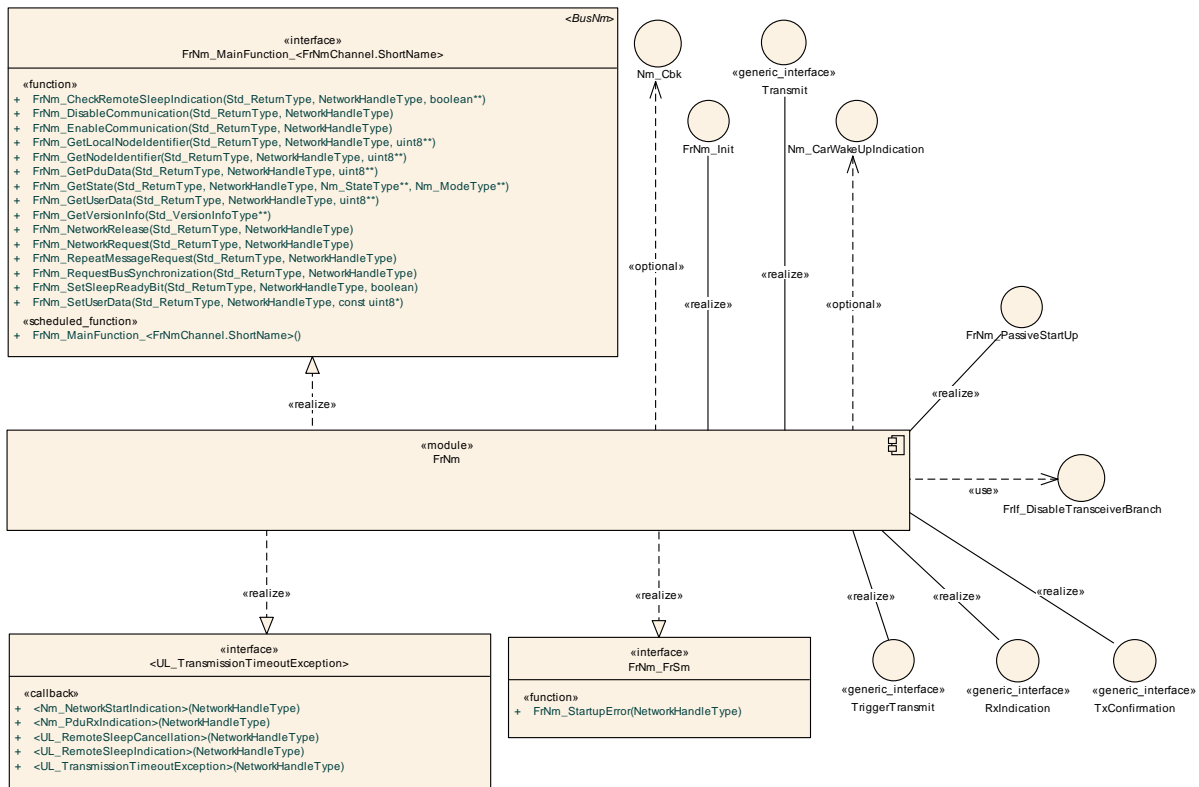 <BusNm>
«interface»
FrNm_MainFunction_<FrNmChannel.ShortName>
«function»
+ FrNm_CheckRemoteSleepIndication(Std_ReturnType, NetworkHandleType, boolean**)
+ FrNm_DisableCommunication(Std_ReturnType, NetworkHandleType)
+ FrNm_EnableCommunication(Std_ReturnType, NetworkHandleType)
+ FrNm_GetLocalNodeIdentifier(Std_ReturnType, NetworkHandleType, uint8**)
+ FrNm_GetNodeIdentifier(Std_ReturnType, NetworkHandleType, uint8**)
+ FrNm_GetPduData(Std_ReturnType, NetworkHandleType, uint8**)
+ FrNm_GetState(Std_ReturnType, NetworkHandleType, Nm_StateType**, Nm_ModeType**)
+ FrNm_GetUserData(Std_ReturnType, NetworkHandleType, uint8**)
+ FrNm_GetVersionInfo(Std_VersionInfoType**)
+ FrNm_NetworkRelease(Std_ReturnType, NetworkHandleType)
+ FrNm_NetworkRequest(Std_ReturnType, NetworkHandleType)
+ FrNm_RepeatMessageRequest(Std_ReturnType, NetworkHandleType)
+ FrNm_RequestBusSynchronization(Std_ReturnType, NetworkHandleType)
+ FrNm_SetSleepReadyBit(Std_ReturnType, NetworkHandleType, boolean)
+ FrNm_SetUserData(Std_ReturnType, NetworkHandleType, const uint8*)
«scheduled_function»
+ FrNm_MainFunction_<FrNmChannel.ShortName>()
Nm_Cbk
«generic_interface»
Transmit
FrNm_Init
Nm_CarWakeUpIndication
«optional»
«realize»
«realize»
«optional»
FrNm_PassiveStartUp
«realize»
«realize»
«module»
FrNm
«use»
FrIf_DisableTransceiverBranch
«realize»
«realize»
«realize»
«realize»
«realize»
«interface»
<UL_TransmissionTimeoutException>
«callback»
+ <Nm_NetworkStartIndication>(NetworkHandleType)
+ <Nm_PduRxIndication>(NetworkHandleType)
+ <UL_RemoteSleepCancellation>(NetworkHandleType)
+ <UL_RemoteSleepIndication>(NetworkHandleType)
+ <UL_TransmissionTimeoutException>(NetworkHandleType)
«interface»
FrNm_FrSm
«function»
+ FrNm_StartupError(NetworkHandleType)
«generic_interface»
TriggerTransmit
«generic_interface»
RxIndication
«generic_interface»
TxConfirmation